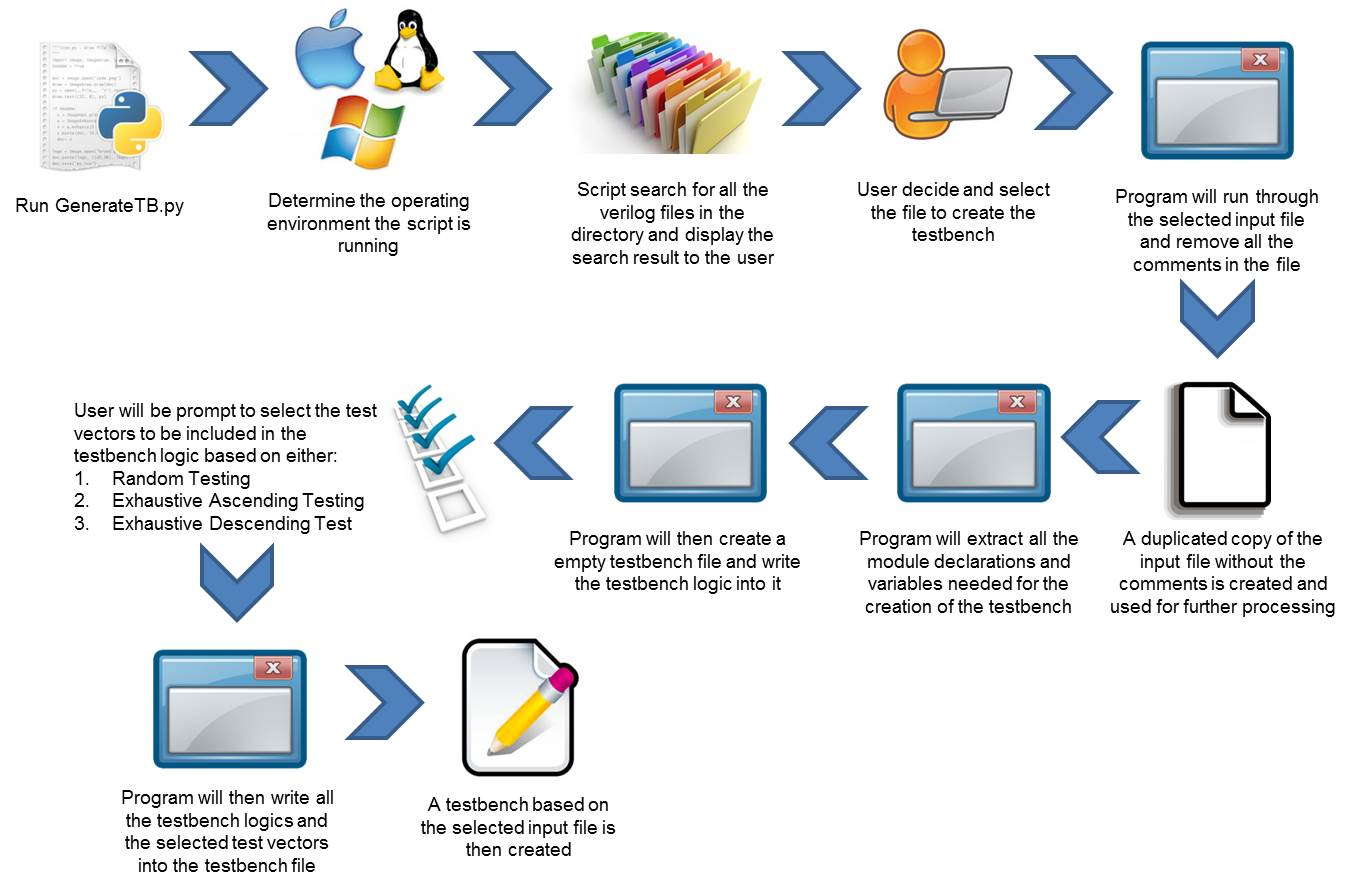 Run GenerateTB.py
Determine the operating
environment the script is
running
Script search for all the
verilog files in the
directory and display the
search result to the user
User decide and select
the file to create the
testbench
Program will run through
the selected input file
and remove all the
comments in the file
A duplicated copy of the
input file without the
comments is created and
used for further processing
Program will extract all the
module declarations and
variables needed for the
creation of the testbench
Program will then create a
empty testbench file and write
the testbench logic into it
User will be prompt to select the test
vectors to be included in the
testbench logic based on either:
1. Random Testing
2. Exhaustive Ascending Testing
3. Exhaustive Descending Test
Program will then write all
the testbench logics and
the selected test vectors
into the testbench file
A testbench based on
the selected input file is
then created